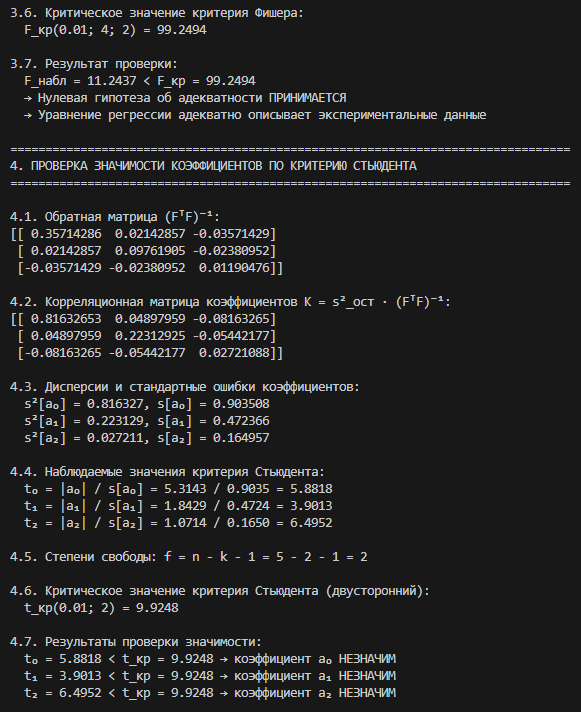 3.6. Критическое значение критерия Фишера:
F_кр(0.01; 4; 2) = 99.2494
3.7. Результат проверки:
F_набл = 11.2437 < F_кр = 99.2494
→ Нулевая гипотеза об адекватности ПРИНИМАЕТСЯ
→ Уравнение регрессии адекватно описывает экспериментальные данные
================================================================================
4. ПРОВЕРКА ЗНАЧИМОСТИ КОЭФФИЦИЕНТОВ ПО КРИТЕРИЮ СТЬЮДЕНТА
================================================================================
4.1. Обратная матрица (FᵀF)⁻¹:
[[ 0.35714286  0.02142857 -0.03571429]
[ 0.02142857  0.09761905 -0.02380952]
[-0.03571429 -0.02380952  0.01190476]]
4.2. Корреляционная матрица коэффициентов K = s²_ост · (FᵀF)⁻¹:
[[ 0.81632653  0.04897959 -0.08163265]
[ 0.04897959  0.22312925 -0.05442177]
[-0.08163265 -0.05442177  0.02721088]]
4.3. Дисперсии и стандартные ошибки коэффициентов:
s²[a₀] = 0.816327, s[a₀] = 0.903508
s²[a₁] = 0.223129, s[a₁] = 0.472366
s²[a₂] = 0.027211, s[a₂] = 0.164957
4.4. Наблюдаемые значения критерия Стьюдента:
t₀ = |a₀| / s[a₀] = 5.3143 / 0.9035 = 5.8818
t₁ = |a₁| / s[a₁] = 1.8429 / 0.4724 = 3.9013
t₂ = |a₂| / s[a₂] = 1.0714 / 0.1650 = 6.4952
4.5. Степени свободы: f = n - k - 1 = 5 - 2 - 1 = 2
4.6. Критическое значение критерия Стьюдента (двусторонний):
t_кр(0.01; 2) = 9.9248
4.7. Результаты проверки значимости:
t₀ = 5.8818 < t_кр = 9.9248 → коэффициент a₀ НЕЗНАЧИМ
t₁ = 3.9013 < t_кр = 9.9248 → коэффициент a₁ НЕЗНАЧИМ
t₂ = 6.4952 < t_кр = 9.9248 → коэффициент a₂ НЕЗНАЧИМ